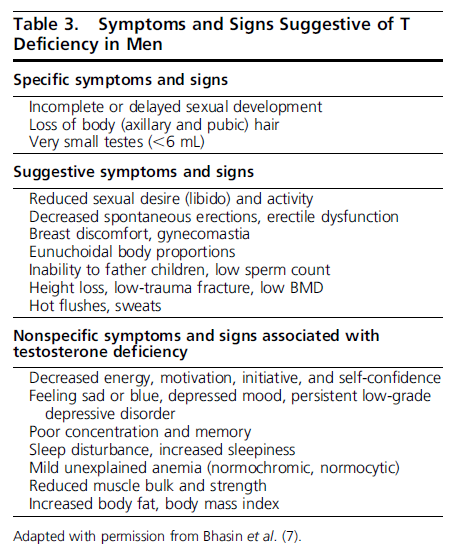 Table 3. Symptoms and Signs Suggestive of T
Deficiency in Men
Specific symptoms and signs
Incomplete or delayed sexual development
Loss of body (axillary and pubic) hair
Very small testes (<6 mL)
Suggestive symptoms and signs
Reduced sexual desire (libido) and activity
Decreased spontaneous erections, erectile dysfunction
Breast discomfort, gynecomastia
Eunuchoidal body proportions
Inability to father children, low sperm count
Height loss, low-trauma fracture, low BMD
Hot flushes, sweats
Nonspecific symptoms and signs associated with
testosterone deficiency
Decreased energy, motivation, initiative, and self-confidence
Feeling sad or blue, depressed mood, persistent low-grade
depressive disorder
Poor concentration and memory
Sleep disturbance, increased sleepiness
Mild unexplained anemia (normochromic, normocytic)
Reduced muscle bulk and strength
Increased body fat, body mass index
Adapted with permission from Bhasin et al. (7).